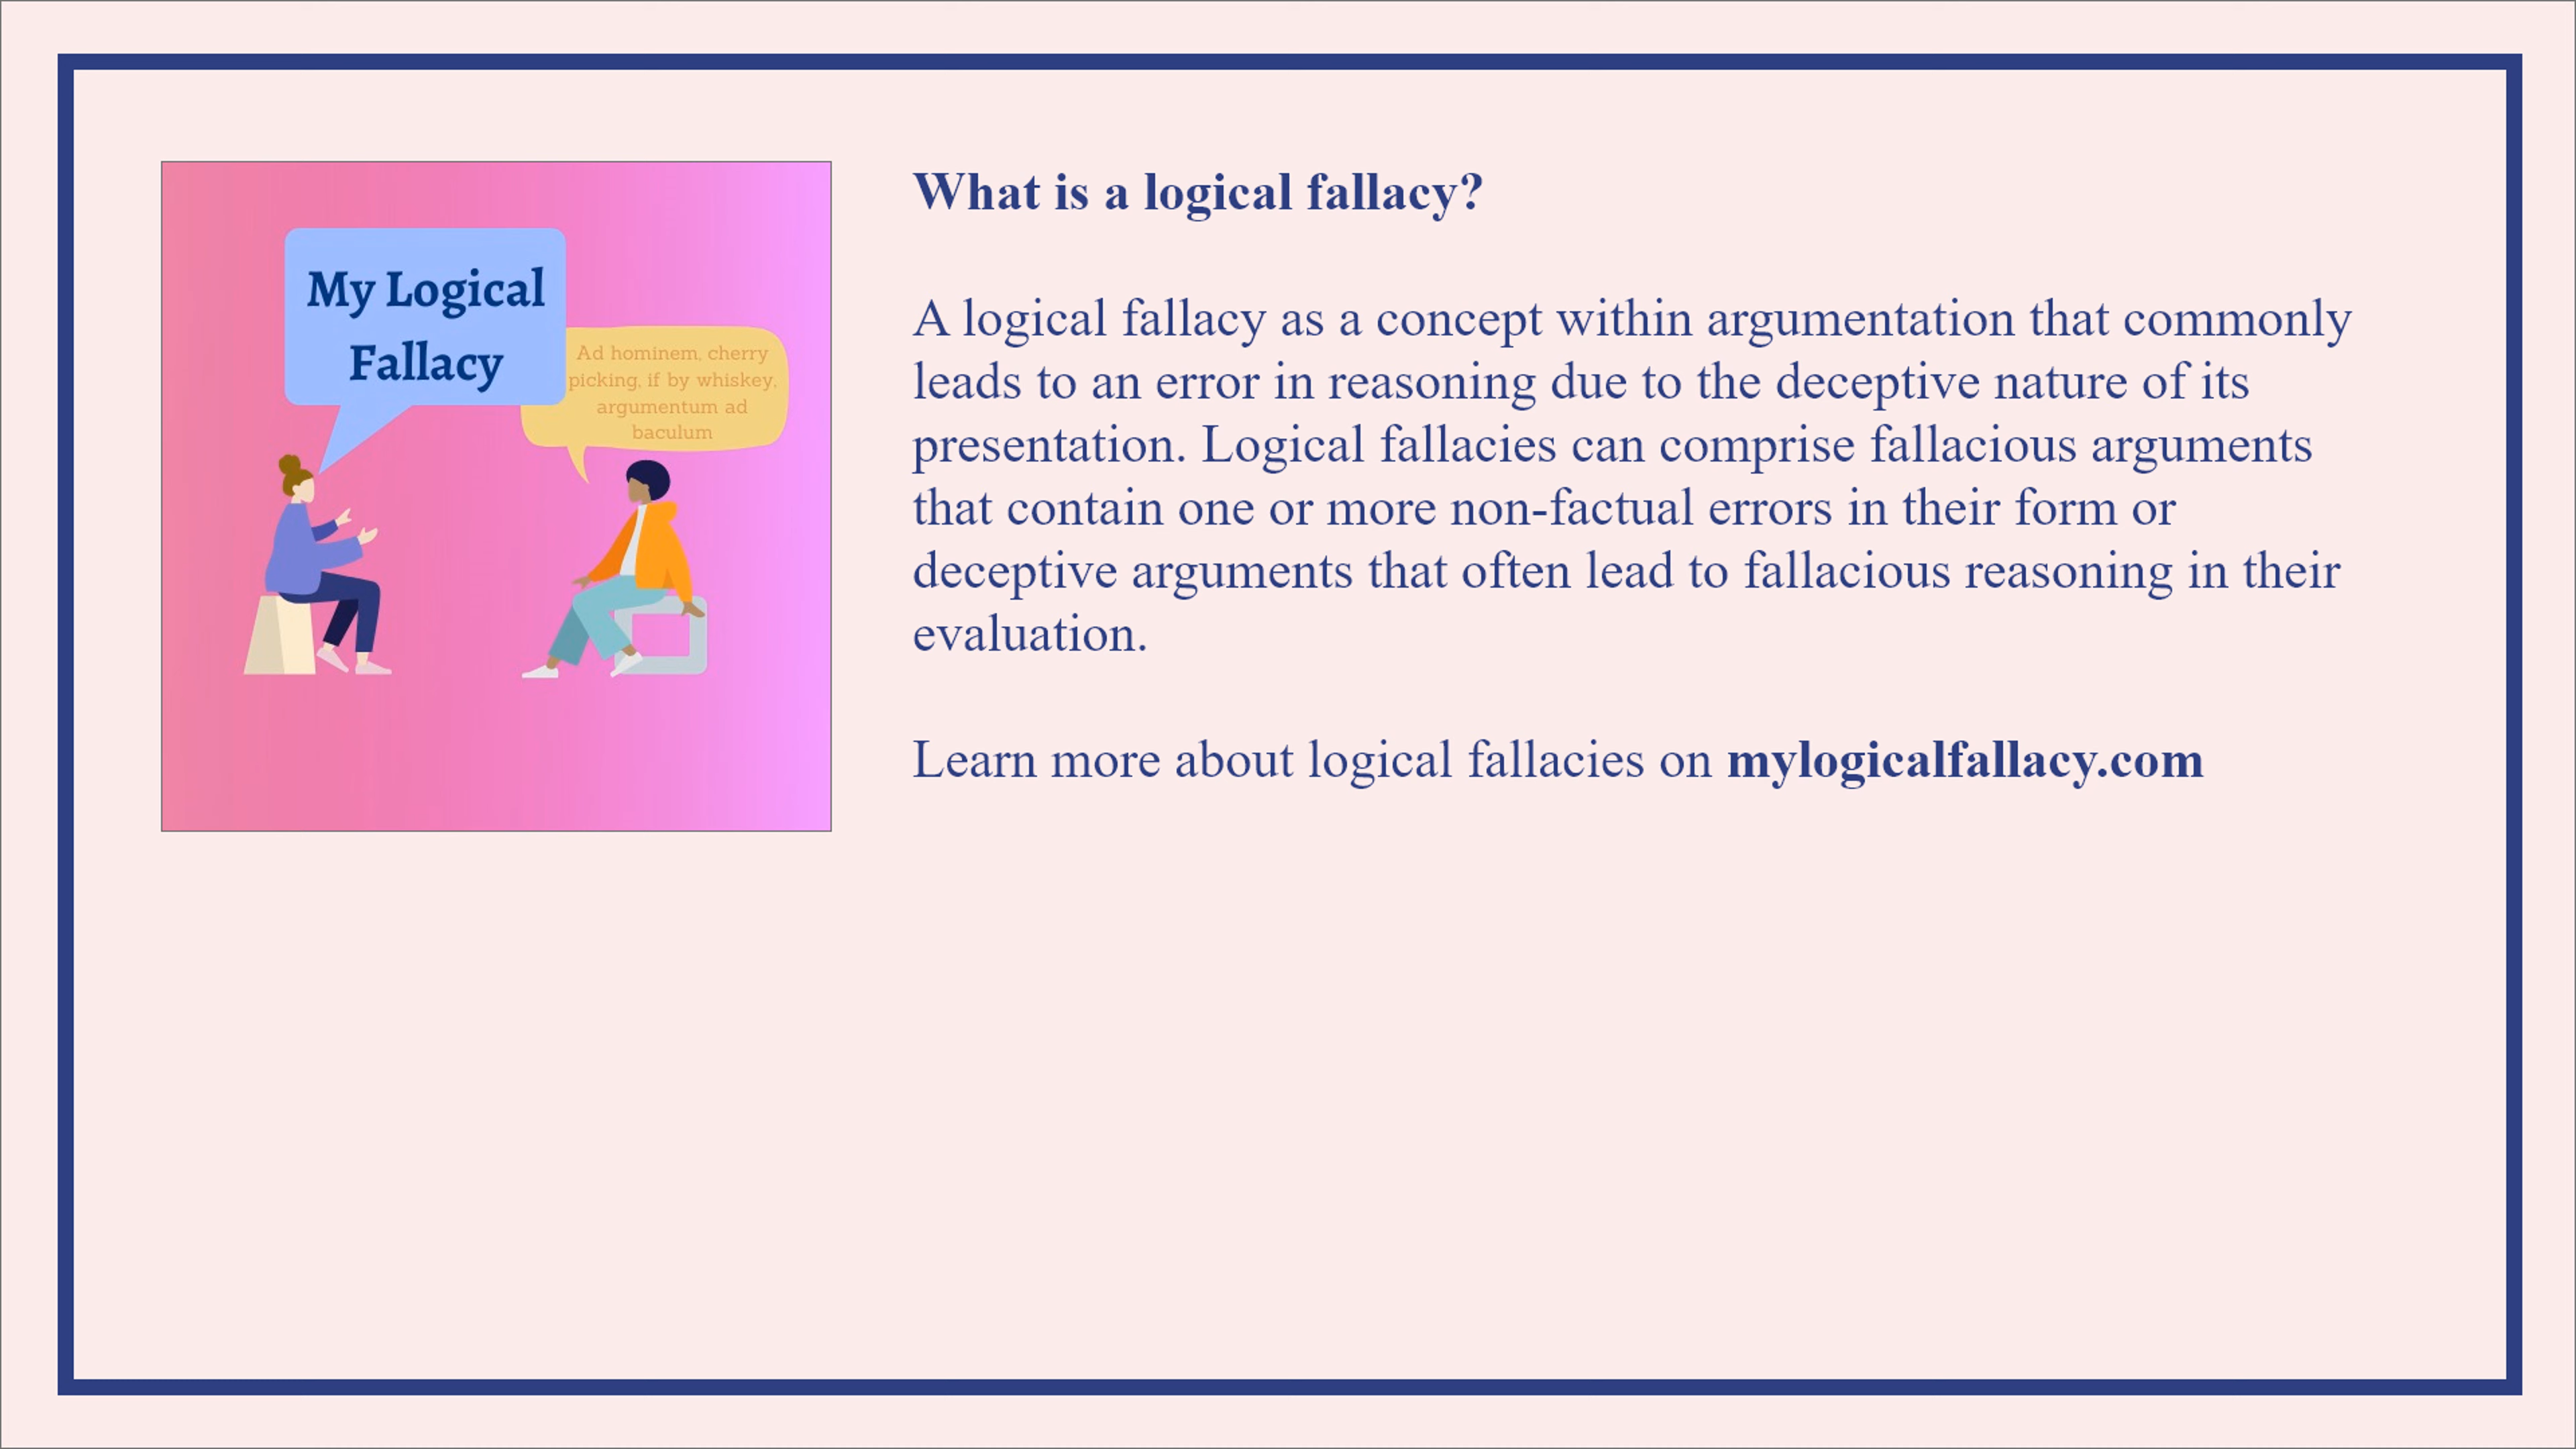 My Logical
Fallacy
Ad hominem, cherry
picking, if by whiskey,
argumentum ad
baculum
What is a logical fallacy?
A logical fallacy as a concept within argumentation that commonly
leads to an error in reasoning due to the deceptive nature of its
presentation. Logical fallacies can comprise fallacious arguments
that contain one or more non-factual errors in their form or
deceptive arguments that often lead to fallacious reasoning in their
evaluation.
Learn more about logical fallacies on mylogicalfallacy.com